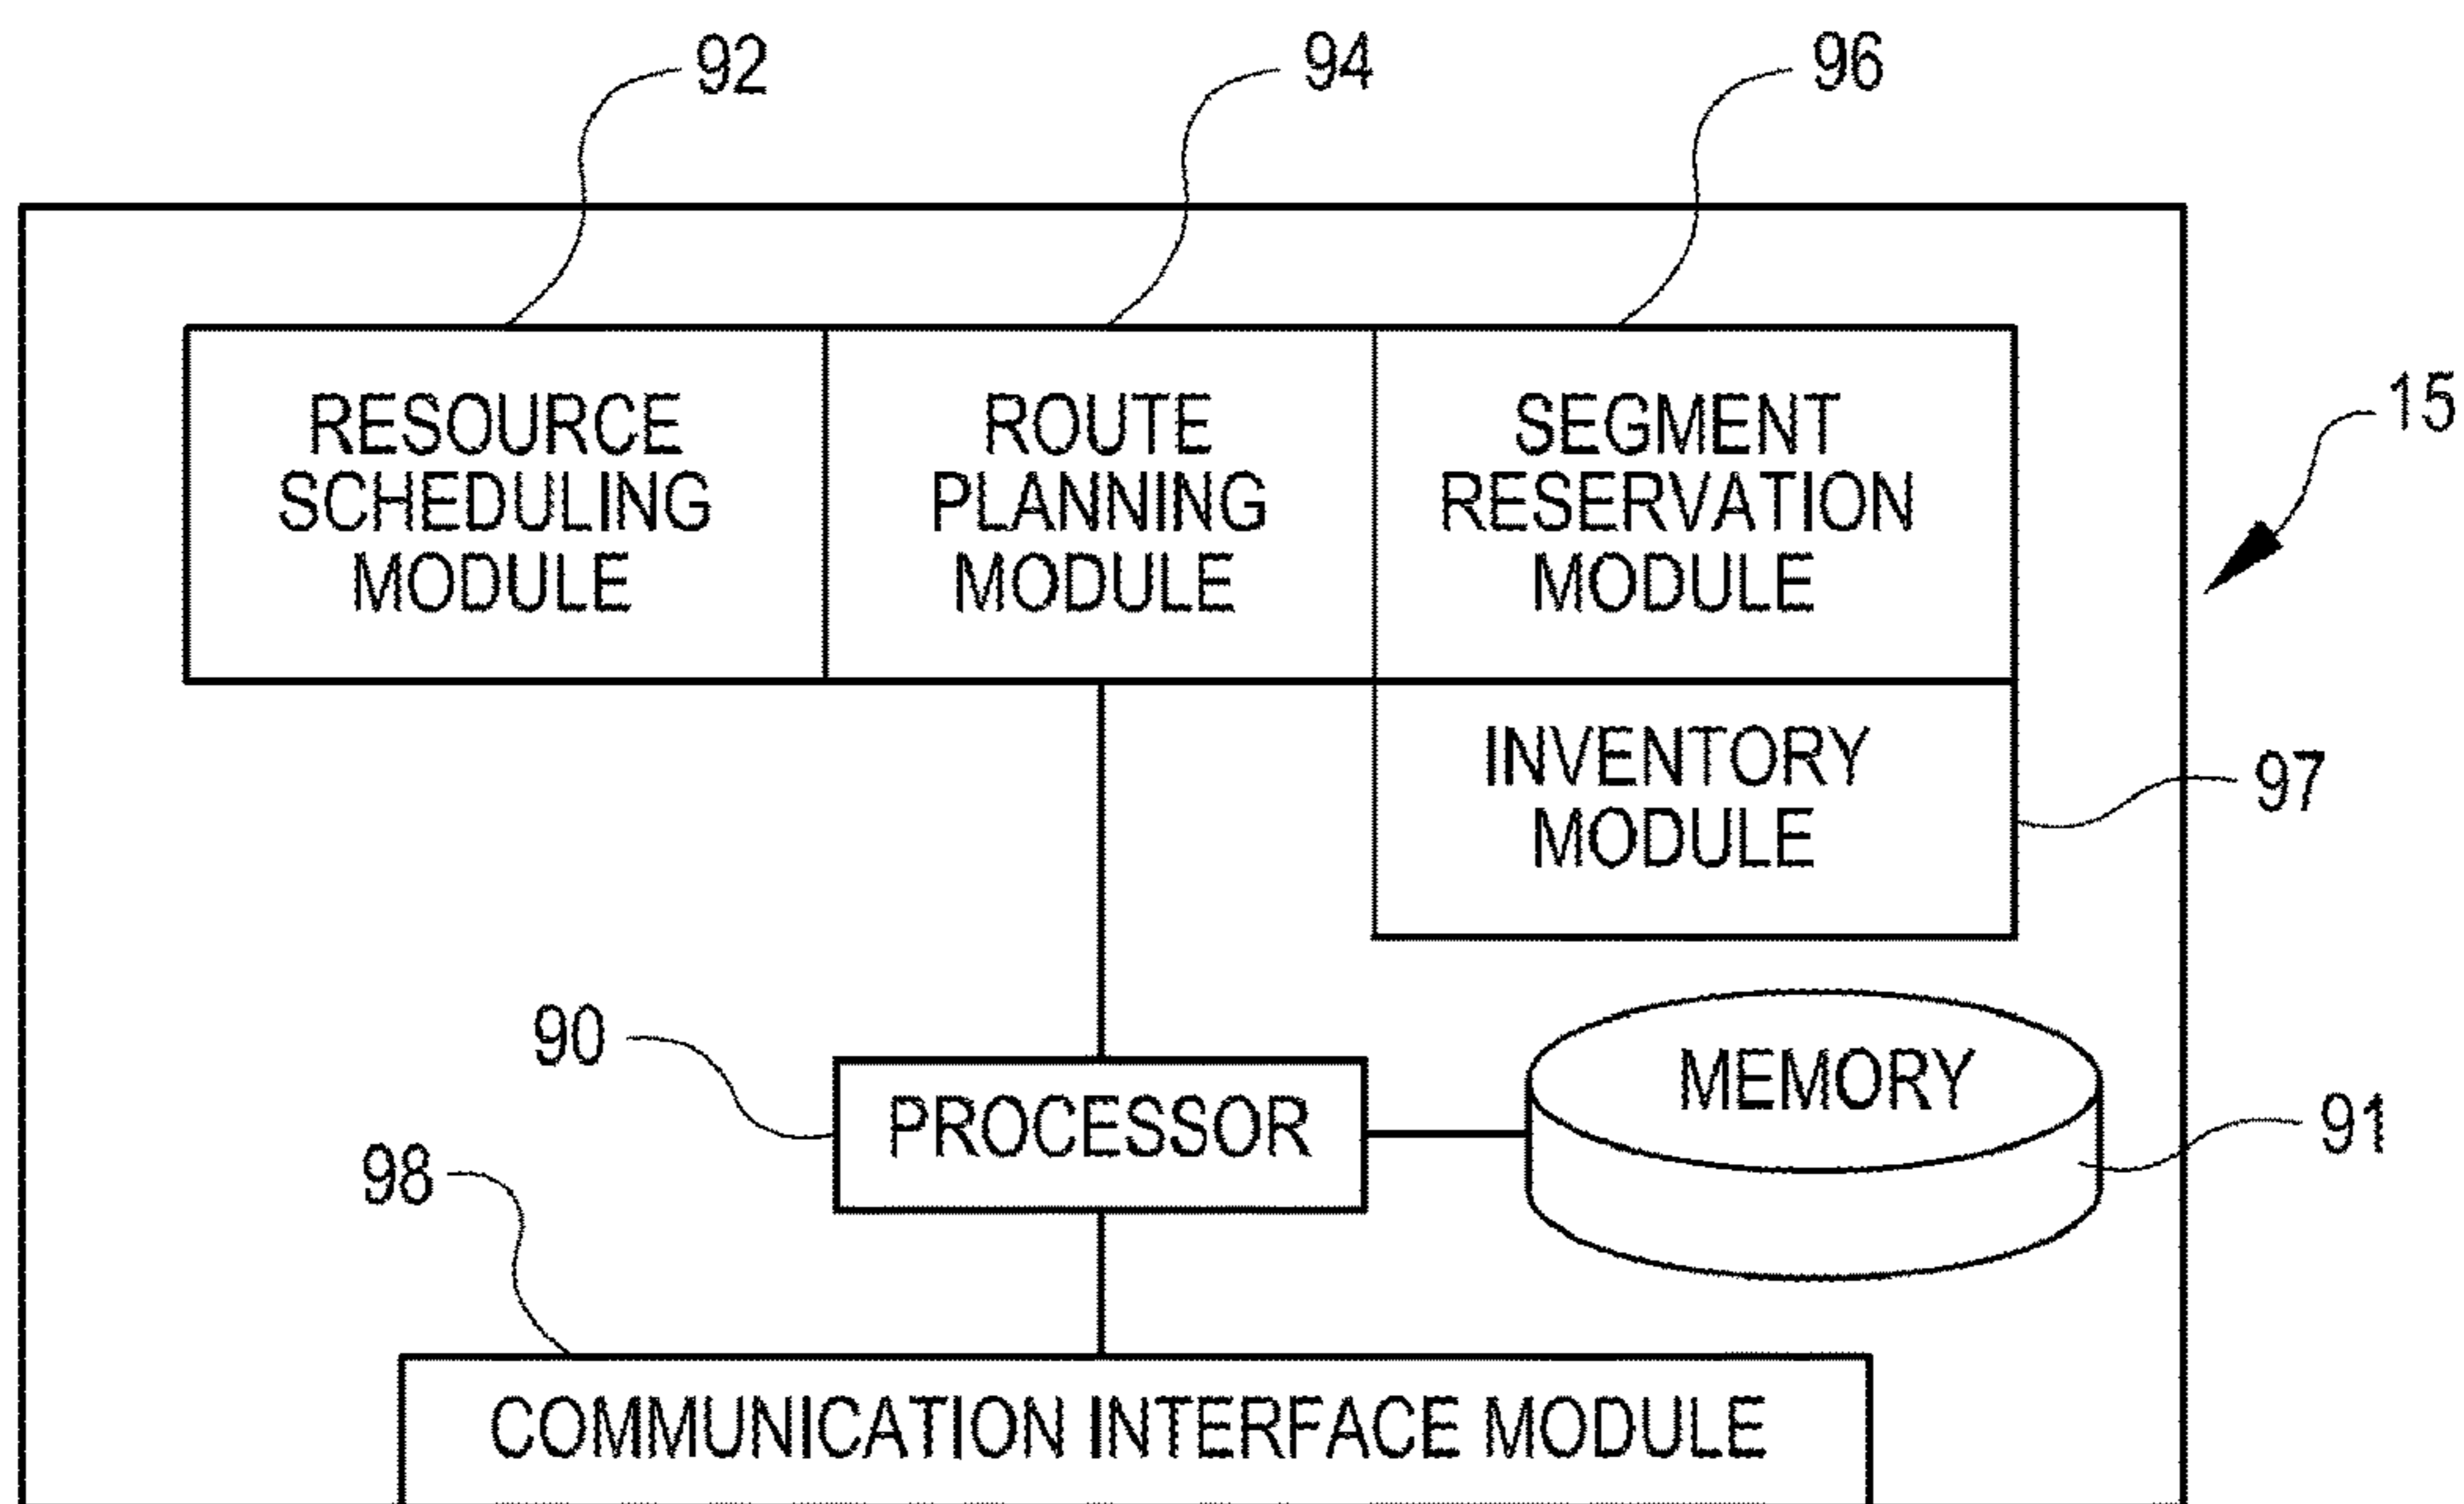 92
94
96
15
RESOURCE
SCHEDULING
MODULE
ROUTE
PLANNING
MODULE
SEGMENT
RESERVATION
MODULE
INVENTORY
MODULE
97
90
PROCESSOR
MEMORY
91
98
COMMUNICATION INTERFACE MODULE